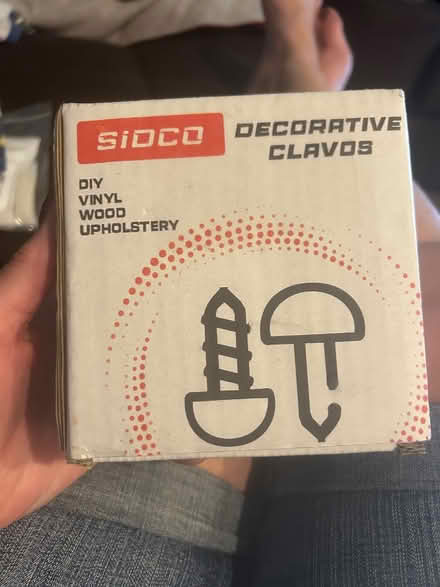 SiDCO
DECORATIVE
CLAVOS
DIY
VINYL
WOOD
UPHOLSTERY